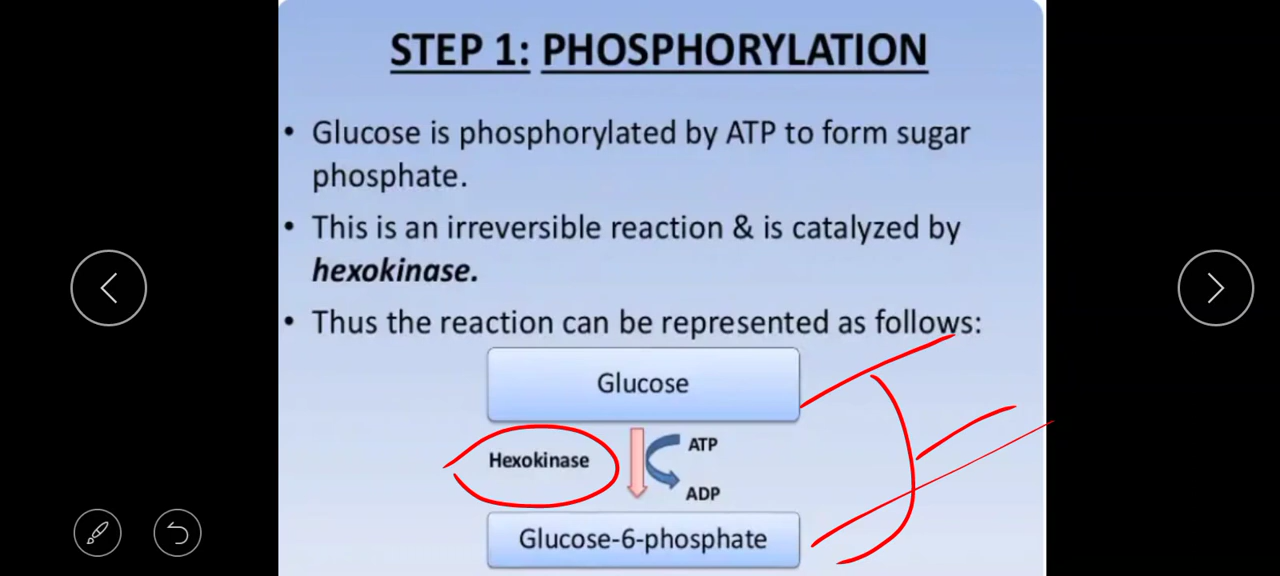 STEP 1: PHOSPHORYLATION
• Glucose is phosphorylated by ATP to form sugar
phosphate.
• This is an irreversible reaction & is catalyzed by
hexokinase.
• Thus the reaction can be represented as follows:
Glucose
Hexokinase
ATP
ADP
Glucose-6-phosphate